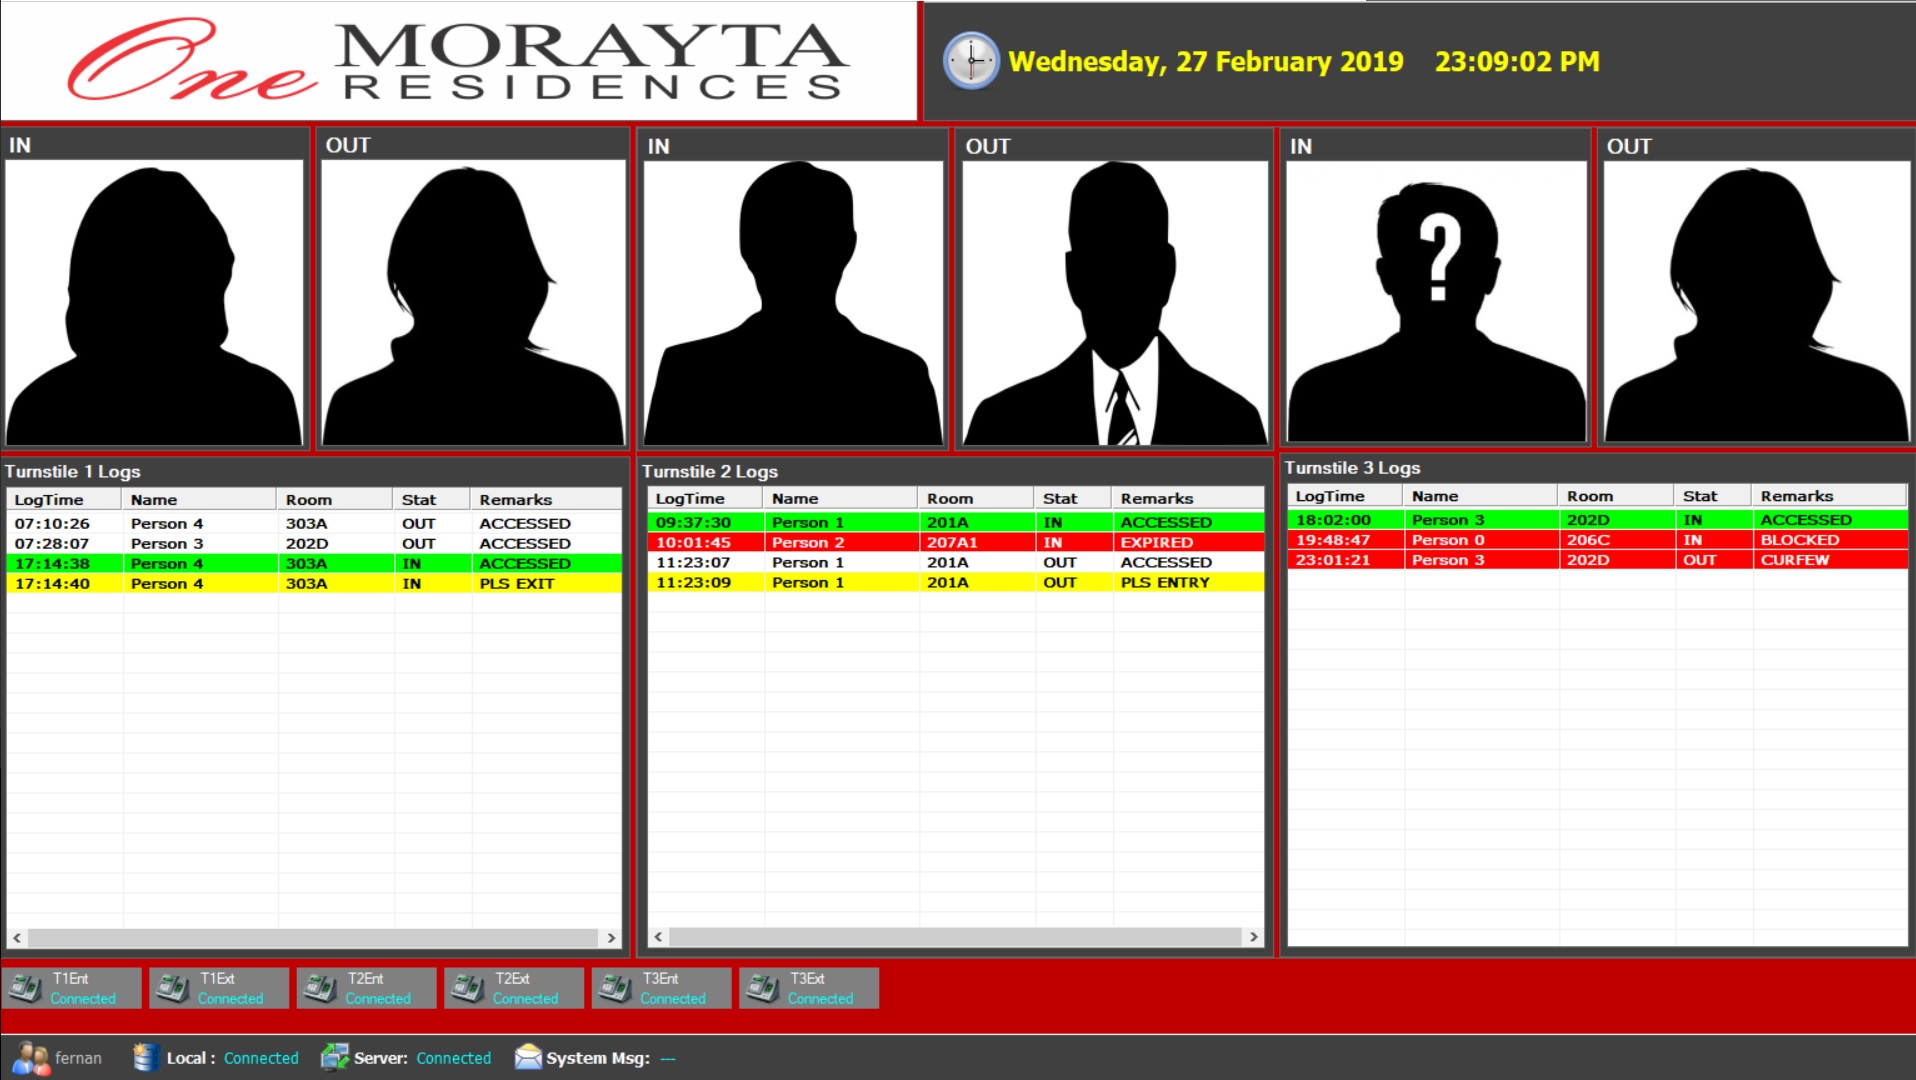 One MORAYTA
RESIDENCES
Wednesday, 27 February 2019 23:09:02 PM
IN
OUT
IN
OUT
IN
?
OUT
Turnstile 1 Logs
LogTime Name Room Stat Remarks
07:10:26 Person 4 303A OUT ACCESSED
07:28:07 Person 3 202D OUT ACCESSED
17:14:38 Person 4 303A IN ACCESSED
17:14:40 Person 4 303A IN PLS EXIT
Turnstile 2 Logs
LogTime Name Room Stat Remarks
09:37:30 Person 1 201A IN ACCESSED
10:01:45 Person 2 207A1 IN EXPIRED
11:23:07 Person 1 201A OUT ACCESSED
11:23:09 Person 1 201A OUT PLS ENTRY
Turnstile 3 Logs
LogTime Name Room Stat Remarks
18:02:00 Person 3 202D IN ACCESSED
19:48:47 Person 0 206C IN BLOCKED
23:01:21 Person 3 202D OUT CURFEW
T1Ent
Connected
T1Ext
Connected
T2Ent
Connected
T2Ext
Connected
T3Ent
Connected
T3Ext
Connected
fernan Local : Connected Server: Connected System Msg: ---